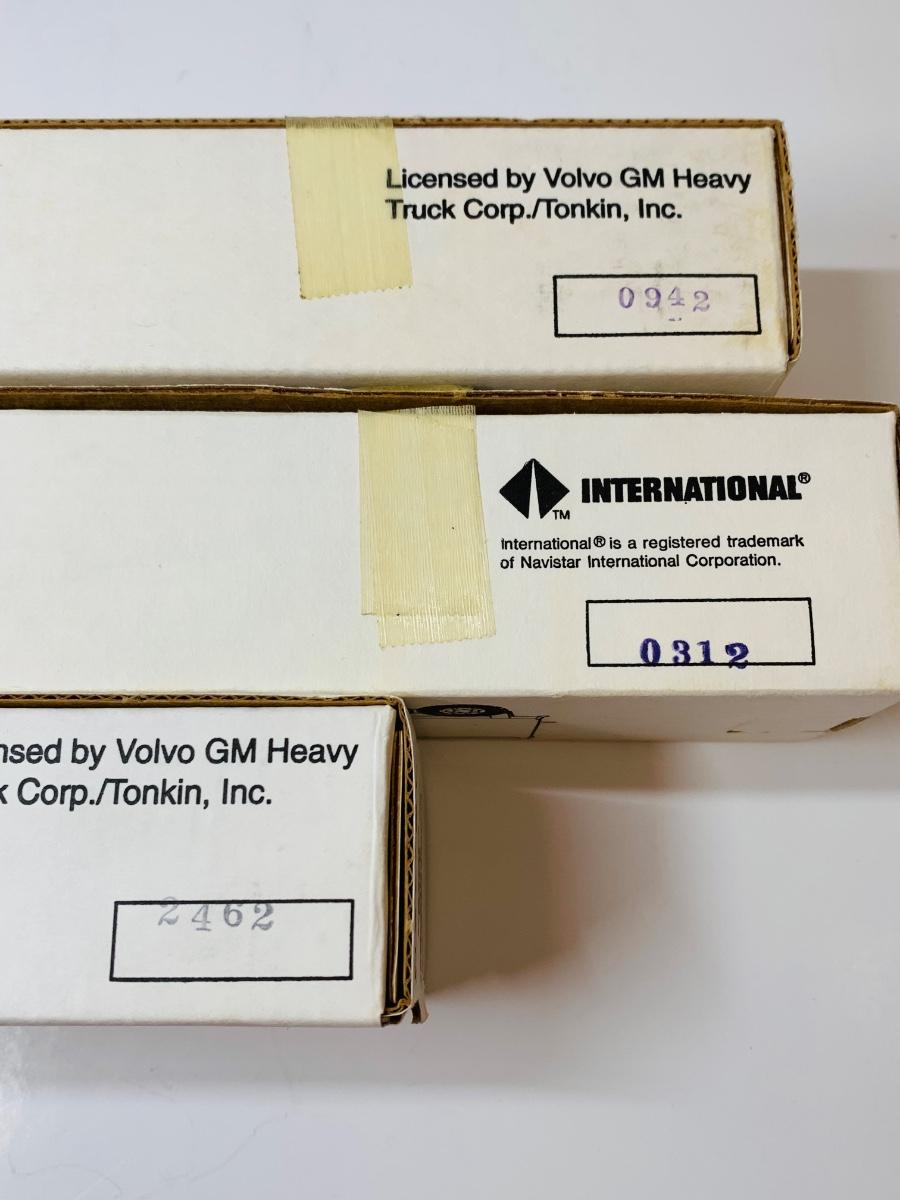 Licensed by Volvo GM Heavy
Truck Corp./Tonkin, Inc.
0942
INTERNATIONAL®
TM
International® is a registered trademark
of Navistar International Corporation.
0312
nsed by Volvo GM Heavy
k Corp./Tonkin, Inc.
2462